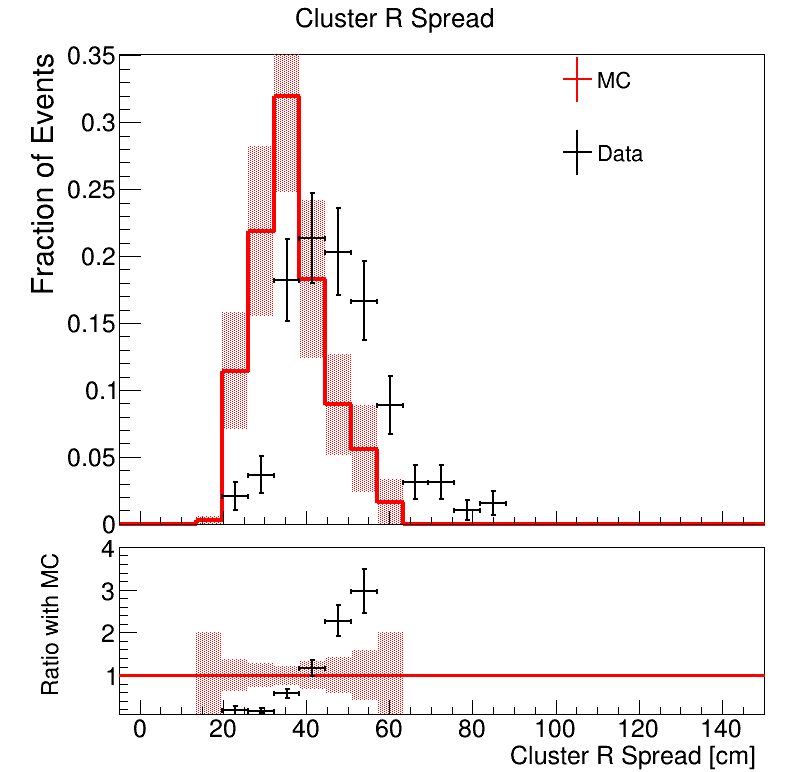 Cluster R Spread
Fraction of Events
0.35
0.3
0.25
0.2
0.15
0.1
0.05
0
MC
Data
Ratio with MC
4
3
2
1
0 20 40 60 80 100 120 140
Cluster R Spread [cm]